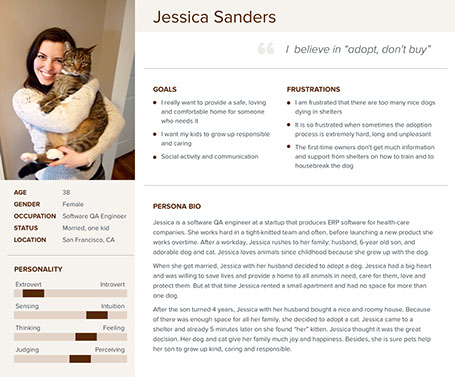 Jessica Sanders
“ I believe in “adopt, don’t buy”
GOALS
I really want to provide a safe, loving
and comfortable home for someone
who needs it
I want my kids to grow up responsible
and caring
Social activity and communication
FRUSTRATIONS
I am frustrated that there are too many nice dogs
dying in shelters
It is so frustrated when sometimes the adoption
process is extremely hard, long and unpleasant
The first-time owners don’t get much information
and support from shelters on how to train and to
housebreak the dog
AGE 38
GENDER Female
OCCUPATION Software QA Engineer
STATUS Married, one kid
LOCATION San Francisco, CA
PERSONALITY
Extrovert Introvert
Sensing Intuition
Thinking Feeling
Judging Perceiving
PERSONA BIO
Jessica is a software QA engineer at a startup that produces ERP software for health-care
companies. She works hard in a tight-knitted team and often, before launching a new product she
works overtime. After a workday, Jessica rushes to her family: husband, 6-year old son, and
adorable dog and cat. Jessica loves animals since childhood because she grew up with the dog.
When she got married, Jessica with her husband decided to adopt a dog. Jessica had a big heart
and was willing to save lives and provide a home to all animals in need, care for them, love and
protect them. But at that time Jessica rented a small apartment and had no space for more than
one dog.
After the son turned 4 years, Jessica with her husband bought a nice and roomy house. Because
of there was enough space for all her family, she decided to adopt a cat. Jessica came to a
shelter and already 5 minutes later on she found “her” kitten. Jessica thought it was the great
decision. Her dog and cat give her family much joy and happiness. Besides, she is sure pets help
her son to grow up kind, caring and responsible.